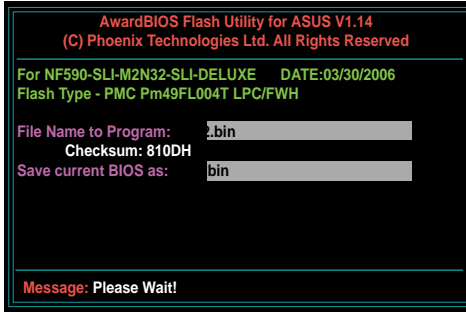 AwardBIOS Flash Utility for ASUS V1.14
(C) Phoenix Technologies Ltd. All Rights Reserved
For NF590-SLI-M2N32-SLI-DELUXE DATE:03/30/2006
Flash Type - PMC Pm49FL004T LPC/FWH
File Name to Program: 2.bin
Checksum: 810DH
Save current BIOS as: bin
Message: Please Wait!